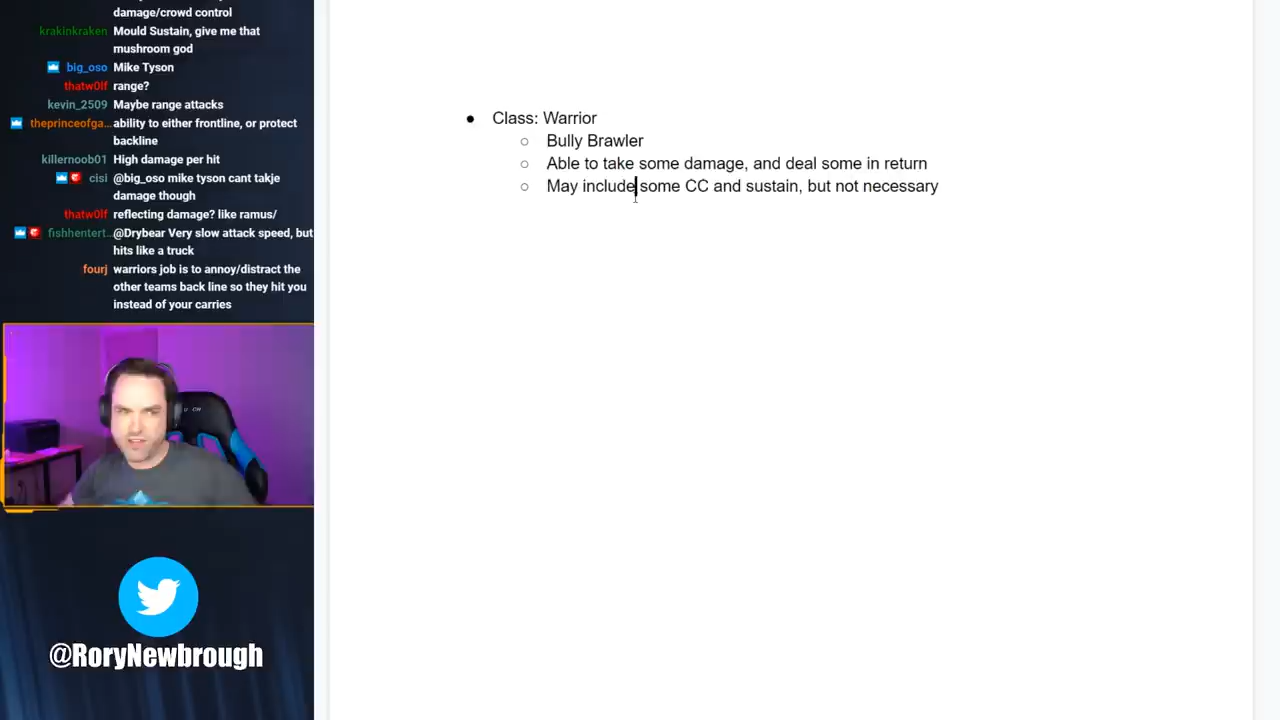 damage/crowd control
krakinkraken Mould Sustain, give me that
mushroom god
big_oso Mike Tyson
thatw0lf range?
kevin_2509 Maybe range attacks
theprinceofga... ability to either frontline, or protect
backline
killernoob01 High damage per hit
cisi @big_oso mike tyson cant takje
damage though
thatw0lf reflecting damage? like ramus/
fishhentert... @Drybear Very slow attack speed, but
hits like a truck
fourj warriors job is to annoy/distract the
other teams back line so they hit you
instead of your carries
@RoryNewbrough
● Class: Warrior
○ Bully Brawler
○ Able to take some damage, and deal some in return
○ May include some CC and sustain, but not necessary